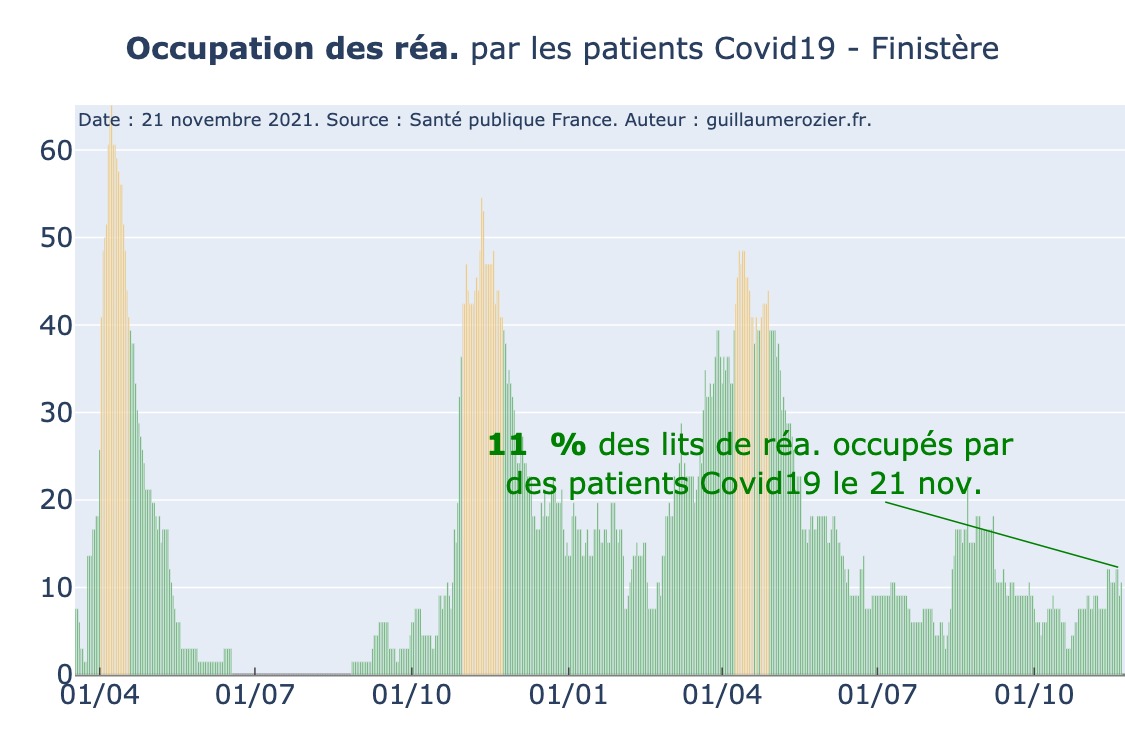 Occupation des réa. par les patients Covid19 - Finistère
Date : 21 novembre 2021. Source : Santé publique France. Auteur : guillaumerozier.fr.
60
50
40
30
11 % des lits de réa. occupés par
des patients Covid19 le 21 nov.
20
10
0
01/04 01/07 01/10 01/01 01/04 01/07 01/10